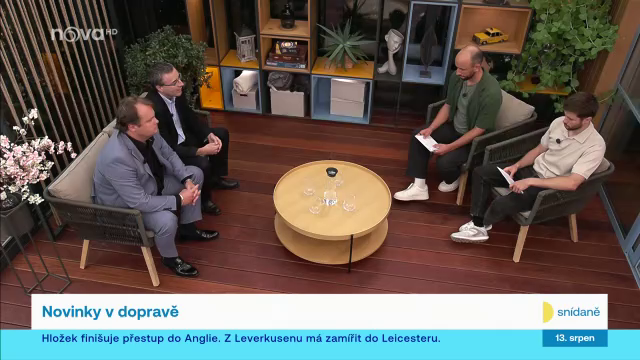 nova HD
Novinky v dopravě
snídaně
Hložek finišuje přestup do Anglie. Z Leverkusenu má zamířit do Leicesteru.
13. srpen